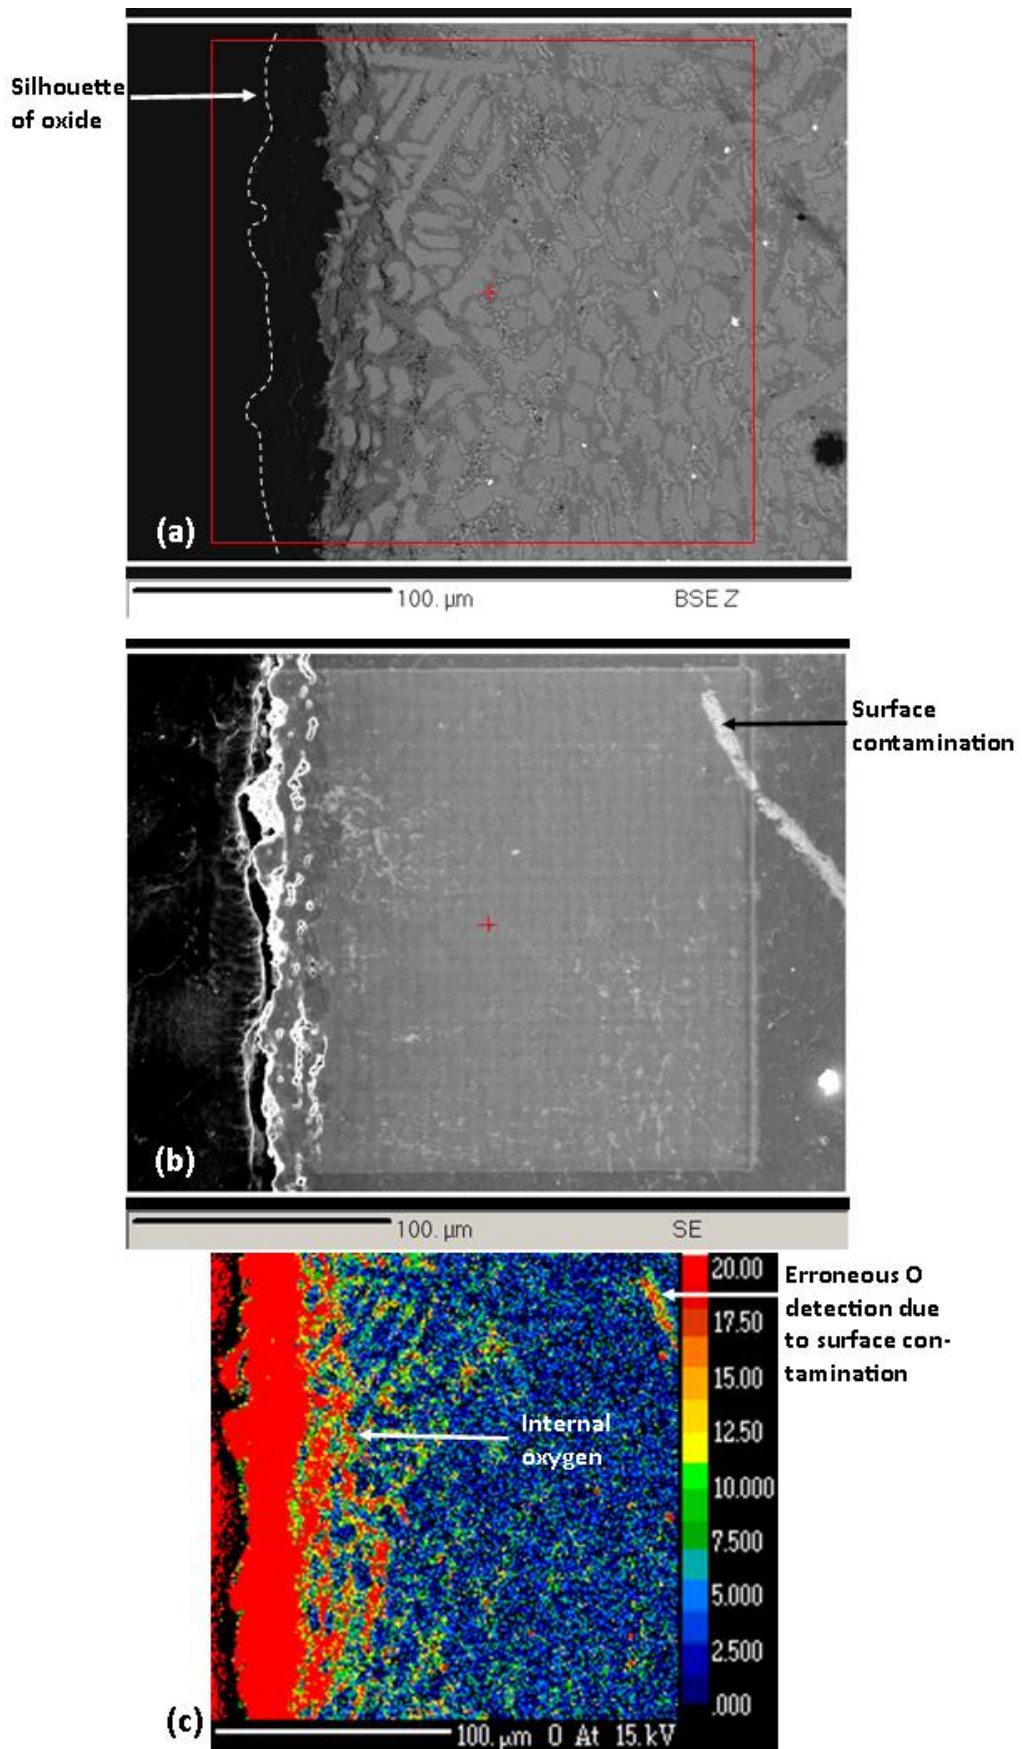 Silhouette
of oxide
(a)
100. µm BSE Z
Surface
contamination
(b)
100. µm SE
20.00
17.50
15.00
12.50
10.000
7.500
5.000
2.500
.000
Erroneous O
detection due
to surface con-
tamination
Internal
oxygen
(c)
100. µm O At 15. kV